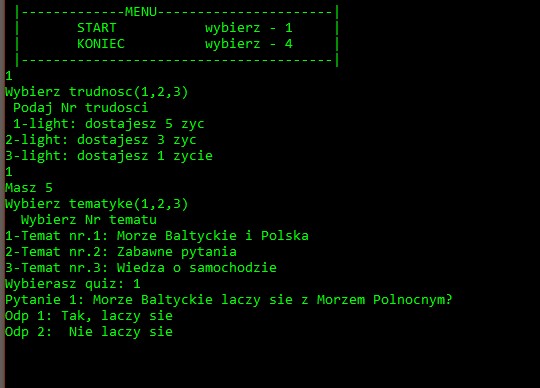 |-------------MENU----------------------|
|       START           wybierz - 1     |
|       KONIEC          wybierz - 4     |
|---------------------------------------|
1
Wybierz trudnosc(1,2,3)
 Podaj Nr trudosci
 1-light: dostajesz 5 zyc
2-light: dostajesz 3 zyc
3-light: dostajesz 1 zycie
1
Masz 5
Wybierz tematyke(1,2,3)
  Wybierz Nr tematu
1-Temat nr.1: Morze Baltyckie i Polska
2-Temat nr.2: Zabawne pytania
3-Temat nr.3: Wiedza o samochodzie
Wybierasz quiz: 1
Pytanie 1: Morze Baltyckie laczy sie z Morzem Polnocnym?
Odp 1: Tak, laczy sie
Odp 2:  Nie laczy sie